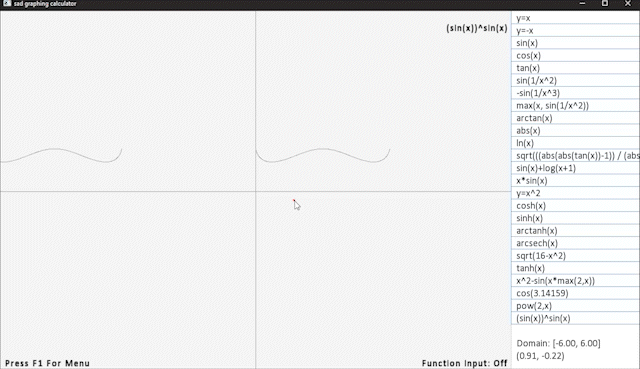 sad graphing calculator
(sin(x))^sin(x)
y=x
y=-x
sin(x)
cos(x)
tan(x)
sin(1/x^2)
-sin(1/x^3)
max(x, sin(1/x^2))
arctan(x)
abs(x)
ln(x)
sqrt(((abs(abs(tan(x))-1)) / (abs
sin(x)+log(x+1)
x*sin(x)
y=x^2
cosh(x)
sinh(x)
arctanh(x)
arcsech(x)
sqrt(16-x^2)
tanh(x)
x^2-sin(x*max(2,x))
cos(3.14159)
pow(2,x)
(sin(x))^sin(x)
Domain: [-6.00, 6.00]
(0.91, -0.22)
Press F1 For Menu
Function Input: Off